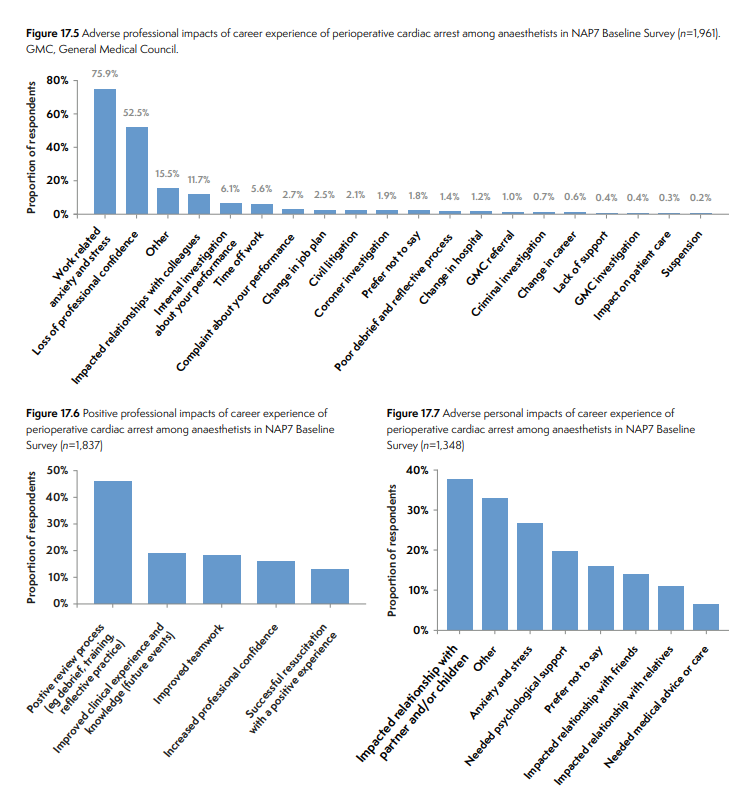 Figure 17.5 Adverse professional impacts of career experience of perioperative cardiac arrest among anaesthetists in NAP7 Baseline Survey (n=1,961).
GMC, General Medical Council.
Proportion of respondents
80%
60%
40%
20%
0%
75.9%
52.5%
15.5%
11.7%
6.1%
5.6%
2.7%
2.5%
2.1%
1.9%
1.8%
1.4%
1.2%
1.0%
0.7%
0.6%
0.4%
0.4%
0.3%
0.2%
Work related
anxiety and stress
Loss of professional confidence
Other
Impacted relationships with colleagues
Internal investigation
about your performance
Time off work
Complaint about your performance
Change in job plan
Civil litigation
Coroner investigation
Prefer not to say
Poor debrief and reflective process
Change in hospital
GMC referral
Criminal investigation
Change in career
Lack of support
GMC investigation
Impact on patient care
Suspension
Figure 17.6 Positive professional impacts of career experience of
perioperative cardiac arrest among anaesthetists in NAP7 Baseline
Survey (n=1,837)
Proportion of respondents
50%
40%
30%
20%
10%
0%
Postive review process
(eg debrief, training,
reflective practice)
Improved clinical experience and
knowledge (future events)
Improved teamwork
Increased professional confidence
Successful resuscitation
with a positive experience
Figure 17.7 Adverse personal impacts of career experience of
perioperative cardiac arrest among anaesthetists in NAP7 Baseline
Survey (n=1,348)
Proportion of respondents
40%
30%
20%
10%
0%
Impacted relationship with
partner and/or children
Other
Anxiety and stress
Needed psychological support
Prefer not to say
Impacted relationship with friends
Impacted relationship with relatives
Needed medical advice or care